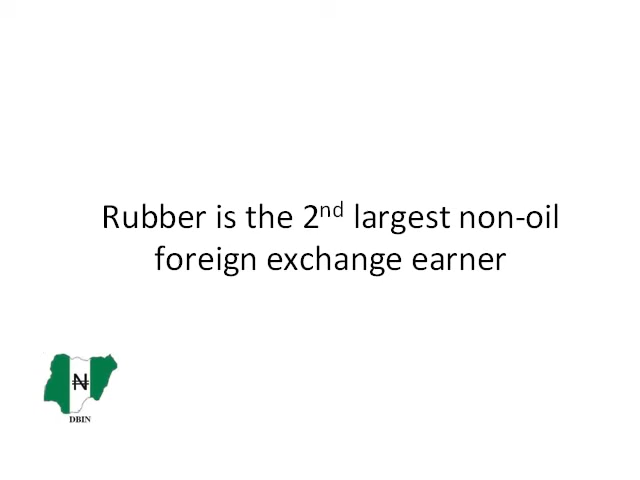 Rubber is the 2nd largest non-oil
foreign exchange earner
₦
DBIN